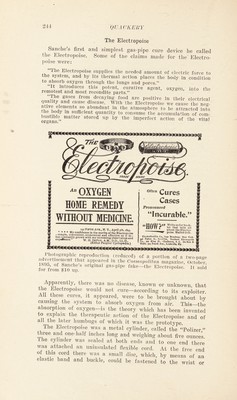 244 QUACKERY
The Electropoise
Sanche's first and simplest gas-pipe cure device he called
the Electropoise. Some of the claims made for the Electro-
poise were:
"The Electropoise supplies the needed amount of electric force to
the system, and by its thermal action places the body in condition
to absorb oxygen through the lungs and pores."
"It introduces this potent, curative agent, oxygen, into the
remotest and most nereditic parts."
"The gases from decaying food are positive in their electrical
quality and cause disease. With the Electropoise we cause the neg-
ative elements so abundant in the atmosphere to be attracted into
the body in sufficient quantity to consume the accumulation of com-
bustible matter stored up by the imperfect action of the vital
organs."
The
Electropoise
An OXYGEN
HOME REMEDY
WITHOUT MEDICINE.
Often Cures
Cases
Pronounced
"Incurable."
"HOW?"
Photographic reproduction (reduced) of a portion of a two-page
advertisement that appeared in the Cosmopolitan magazine, October,
1895, of Sanche's original gas-pipe fake—the Electropoise. It sold
for from $10 up.
Apparently, there was no disease, known or unknown, that
the Electropoise would not cure—according to its exploiter.
All these cures, it appeared, were to be brought about by
causing the system to absorb oxygen from air. This—the
absorption of oxygen—is the theory which has been invented
to explain the therapeutic action of the Electropoise and of
all the later humbugs of which it was the prototype.
The Electropoise was a metal cylinder, called the "Polizer,"
three and one-half inches long and weighing about five ounces.
The cylinder was sealed at both ends and to one end there
was attached an uninsulated flexible cord. At the free end
of this cord there was a small disc, which, by means of an
elastic band and buckle, could be fastened to the wrist or